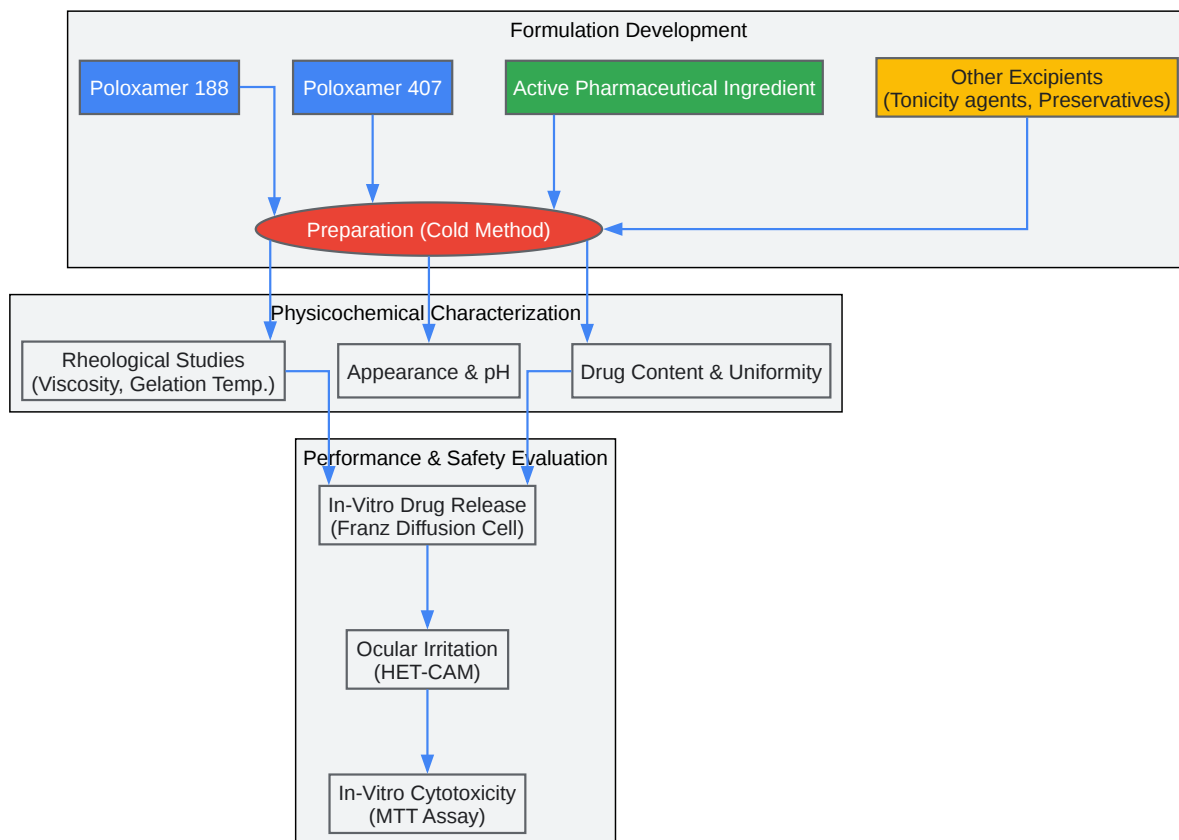 Formulation Development
Poloxamer 188
Poloxamer 407
Active Pharmaceutical Ingredient
Other Excipients
(Tonicity agents, Preservatives)
Preparation (Cold Method)
Physicochemical Characterization
Rheological Studies
(Viscosity, Gelation Temp.)
Appearance & pH
Drug Content & Uniformity
Performance & Safety Evaluation
In-Vitro Drug Release
(Franz Diffusion Cell)
Ocular Irritation
(HET-CAM)
In-Vitro Cytotoxicity
(MTT Assay)